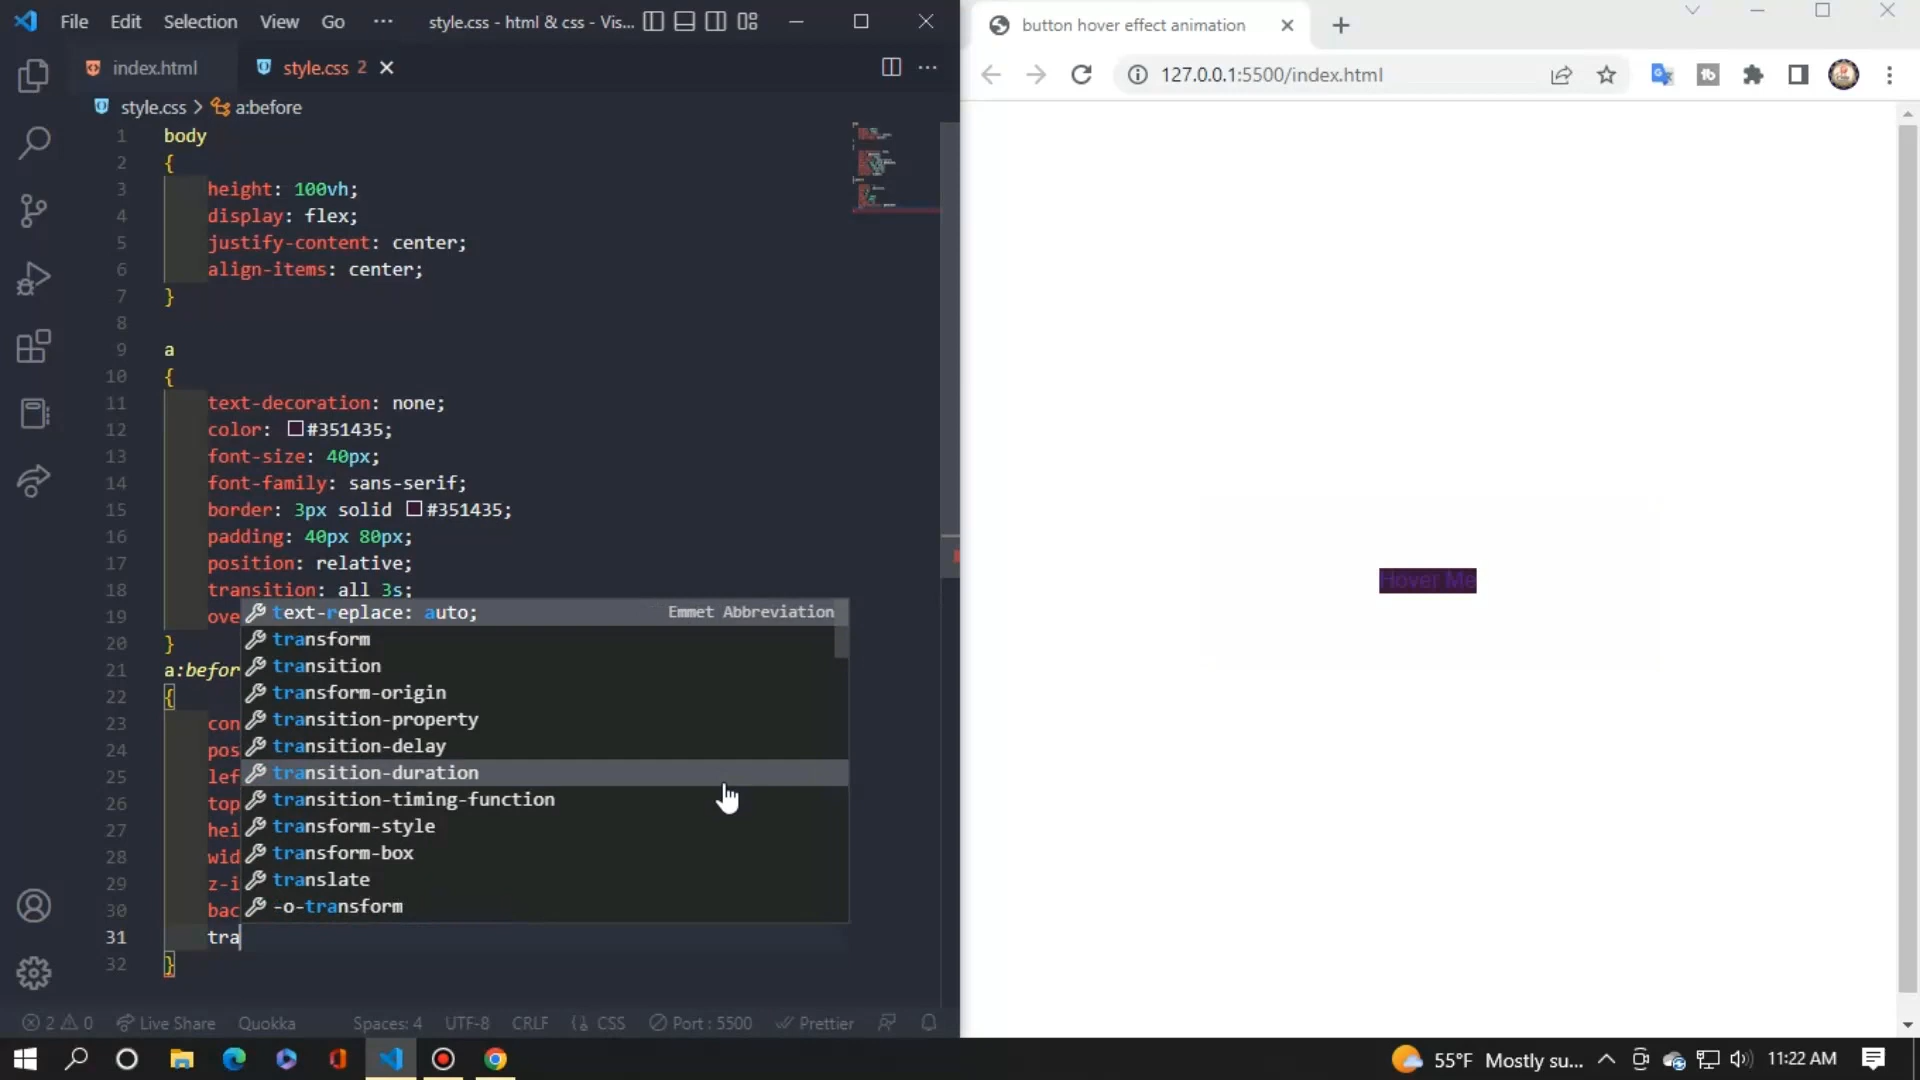 File Edit Selection View Go ··· style.css - html & css - Vis...
button hover effect animation
index.html style.css 2
127.0.0.1:5500/index.html
style.css > a:before
1 body
2 {
3 height: 100vh;
4 display: flex;
5 justify-content: center;
6 align-items: center;
7 }
8
9 a
10 {
11 text-decoration: none;
12 color: #351435;
13 font-size: 40px;
14 font-family: sans-serif;
15 border: 3px solid #351435;
16 padding: 40px 80px;
17 position: relative;
18 transition: all 3s;
19 ove
20 }
21 a:befor
22 {
23 con
24 pos
25 lef
26 top
27 hei
28 wid
29 z-i
30 bac
31 tra
32 }
text-replace: auto; Emmet Abbreviation
transform
transition
transform-origin
transition-property
transition-delay
transition-duration
transition-timing-function
transform-style
transform-box
translate
-o-transform
Hover Me
2 0 Live Share Quokka Spaces: 4 UTF-8 CRLF {} CSS Port : 5500 Prettier
55°F Mostly su... 11:22 AM